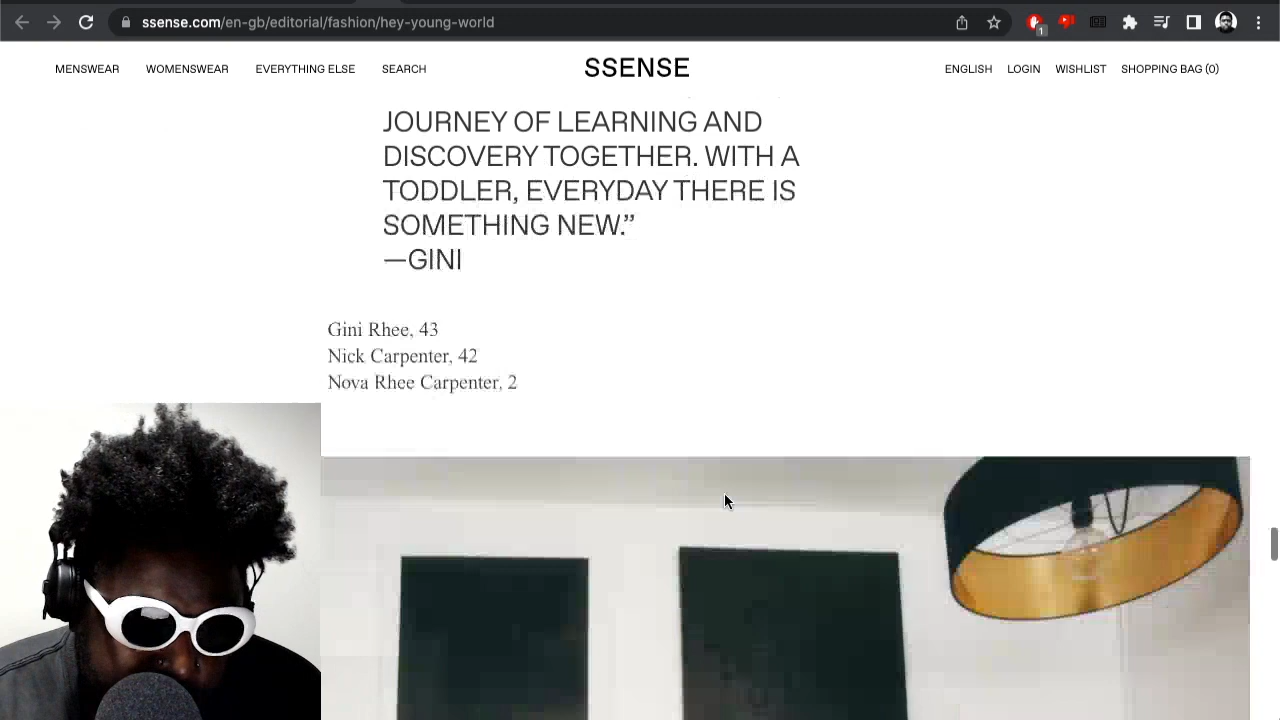 ssense.com/en-gb/editorial/fashion/hey-young-world
1
MENSWEAR WOMENSWEAR EVERYTHING ELSE SEARCH SSENSE ENGLISH LOGIN WISHLIST SHOPPING BAG (0)
JOURNEY OF LEARNING AND
DISCOVERY TOGETHER. WITH A
TODDLER, EVERYDAY THERE IS
SOMETHING NEW.”
—GINI
Gini Rhee, 43
Nick Carpenter, 42
Nova Rhee Carpenter, 2